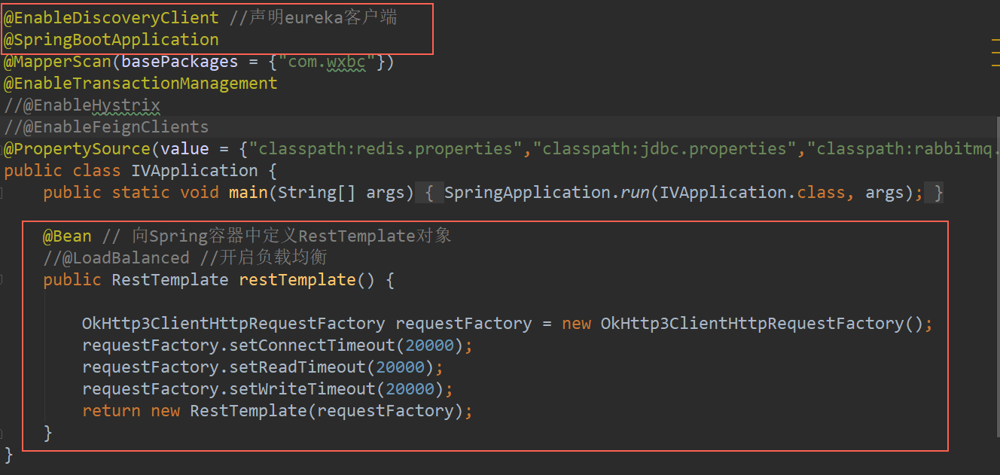 @EnableDiscoveryClient //声明eureka客户端
@SpringBootApplication
@MapperScan(basePackages = {"com.wxbc"})
@EnableTransactionManagement
//@EnableHystrix
//@EnableFeignClients
@PropertySource(value = {"classpath:redis.properties","classpath:jdbc.properties","classpath:rabbitmq.
public class IVApplication {
public static void main(String[] args) { SpringApplication.run(IVApplication.class, args); }
@Bean // 向Spring容器中定义RestTemplate对象
//@LoadBalanced //开启负载均衡
public RestTemplate restTemplate() {
OkHttp3ClientHttpRequestFactory requestFactory = new OkHttp3ClientHttpRequestFactory();
requestFactory.setConnectTimeout(20000);
requestFactory.setReadTimeout(20000);
requestFactory.setWriteTimeout(20000);
return new RestTemplate(requestFactory);
}
}